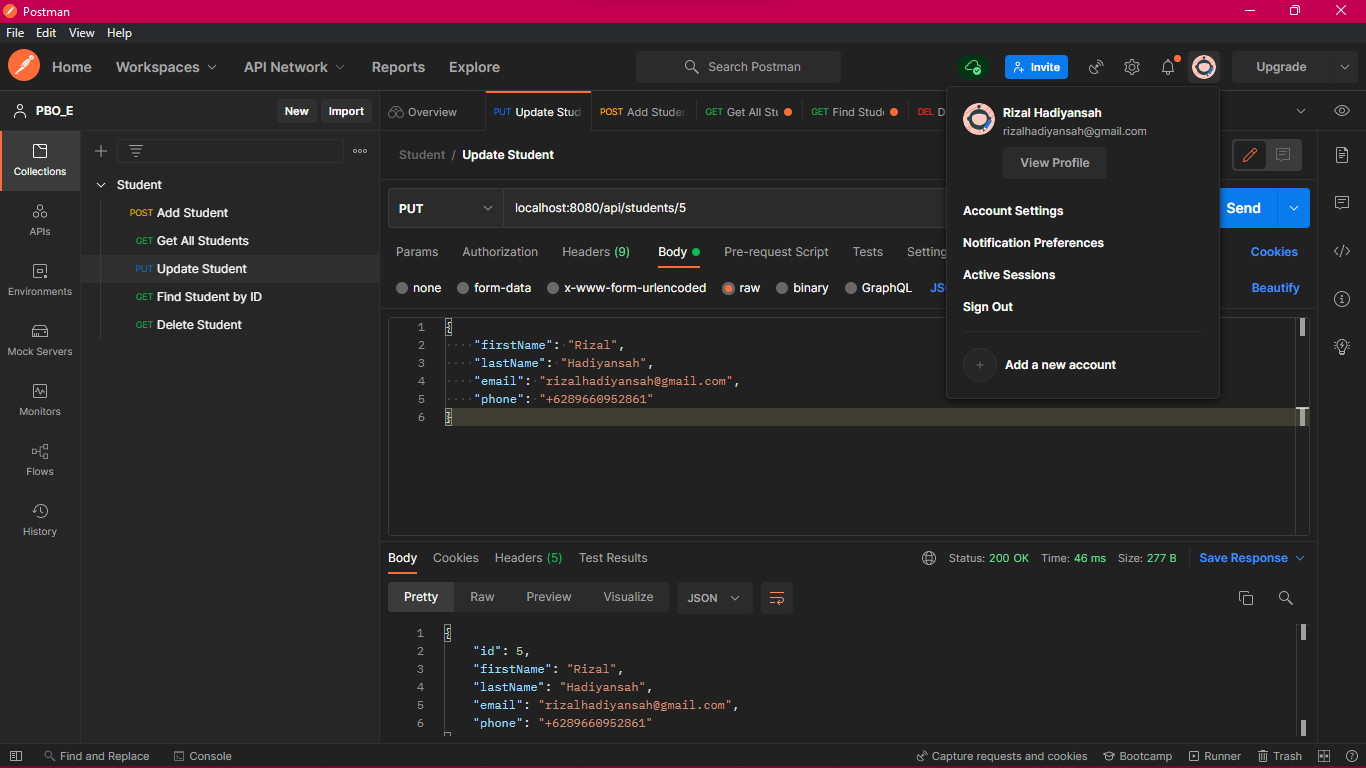 Postman
File Edit View Help
Home Workspaces API Network Reports Explore Search Postman Invite Upgrade
PBO_E New Import
Overview PUT Update Stud POST Add Studer GET Get All Stu GET Find Stude DEL D
Collections
APIs
Environments
Mock Servers
Monitors
Flows
History
Student
POST Add Student
GET Get All Students
PUT Update Student
GET Find Student by ID
GET Delete Student
Student / Update Student
PUT localhost:8080/api/students/5 Send
Params Authorization Headers (9) Body Pre-request Script Tests Setting Cookies
none form-data x-www-form-urlencoded raw binary GraphQL JS Beautify
1 {
2 "firstName": "Rizal",
3 "lastName": "Hadiyansah",
4 "email": "rizalhadiyansah@gmail.com",
5 "phone": "+6289660952861"
6 }
Rizal Hadiyansah
rizalhadiyansah@gmail.com
View Profile
Account Settings
Notification Preferences
Active Sessions
Sign Out
+ Add a new account
Body Cookies Headers (5) Test Results Status: 200 OK Time: 46 ms Size: 277 B Save Response
Pretty Raw Preview Visualize JSON
1 {
2 "id": 5,
3 "firstName": "Rizal",
4 "lastName": "Hadiyansah",
5 "email": "rizalhadiyansah@gmail.com",
6 "phone": "+6289660952861"
Find and Replace Console Capture requests and cookies Bootcamp Runner Trash